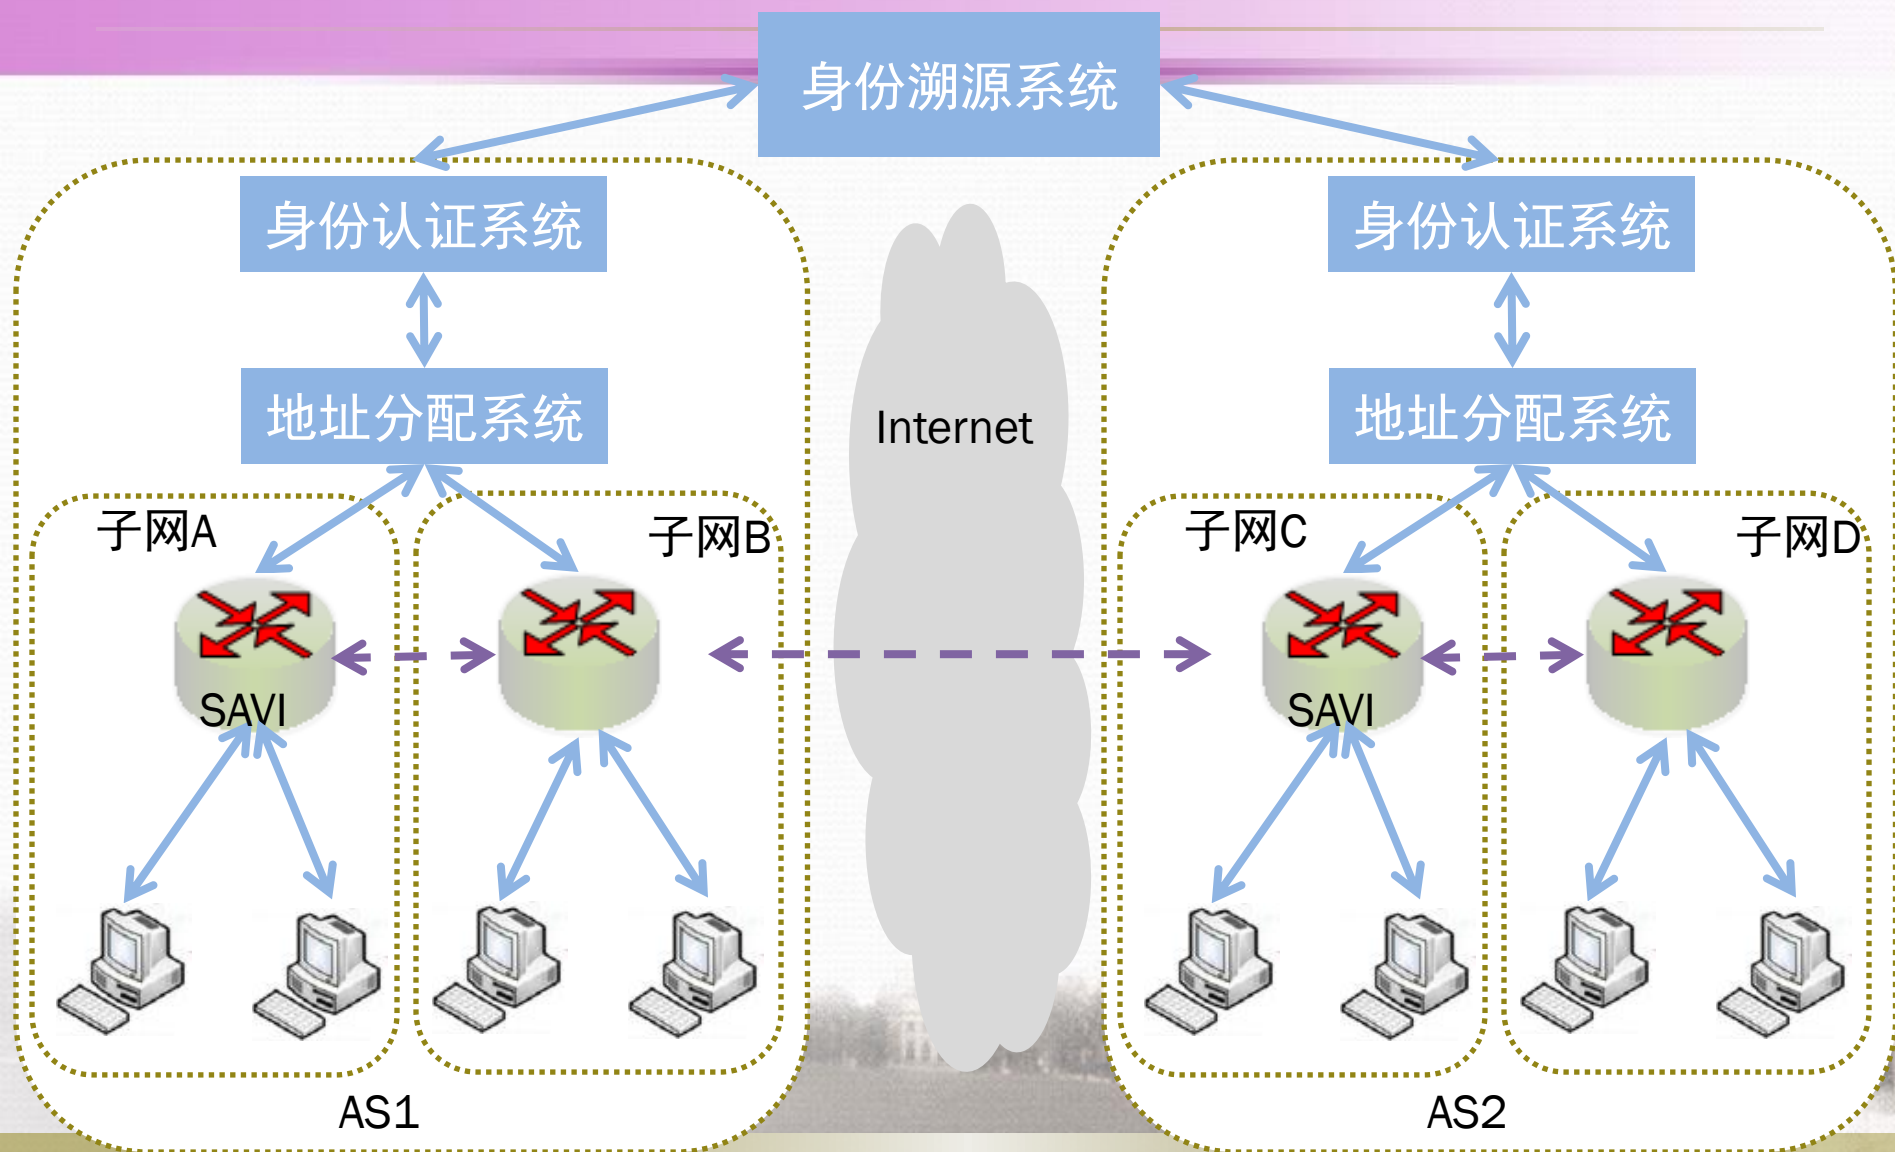 身份溯源系统
身份认证系统
身份认证系统
地址分配系统
Internet
地址分配系统
子网A
子网B
子网C
子网D
SAVI
SAVI
AS1
AS2